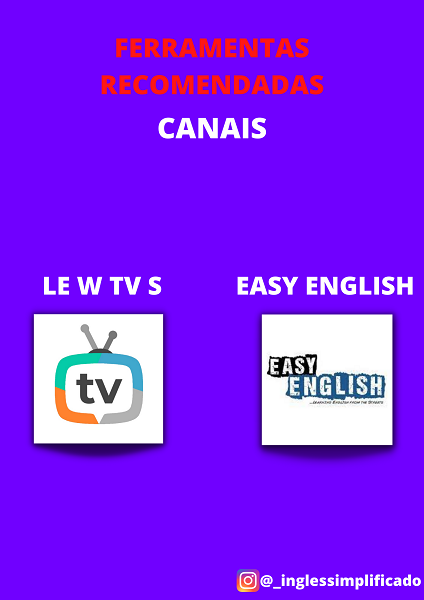 FERRAMENTAS
RECOMENDADAS
CANAIS
LE W TV S
EASY ENGLISH
tv
EASY
ENGLISH
...LEARNING ENGLISH FROM THE STREETS
@_inglessimplificado